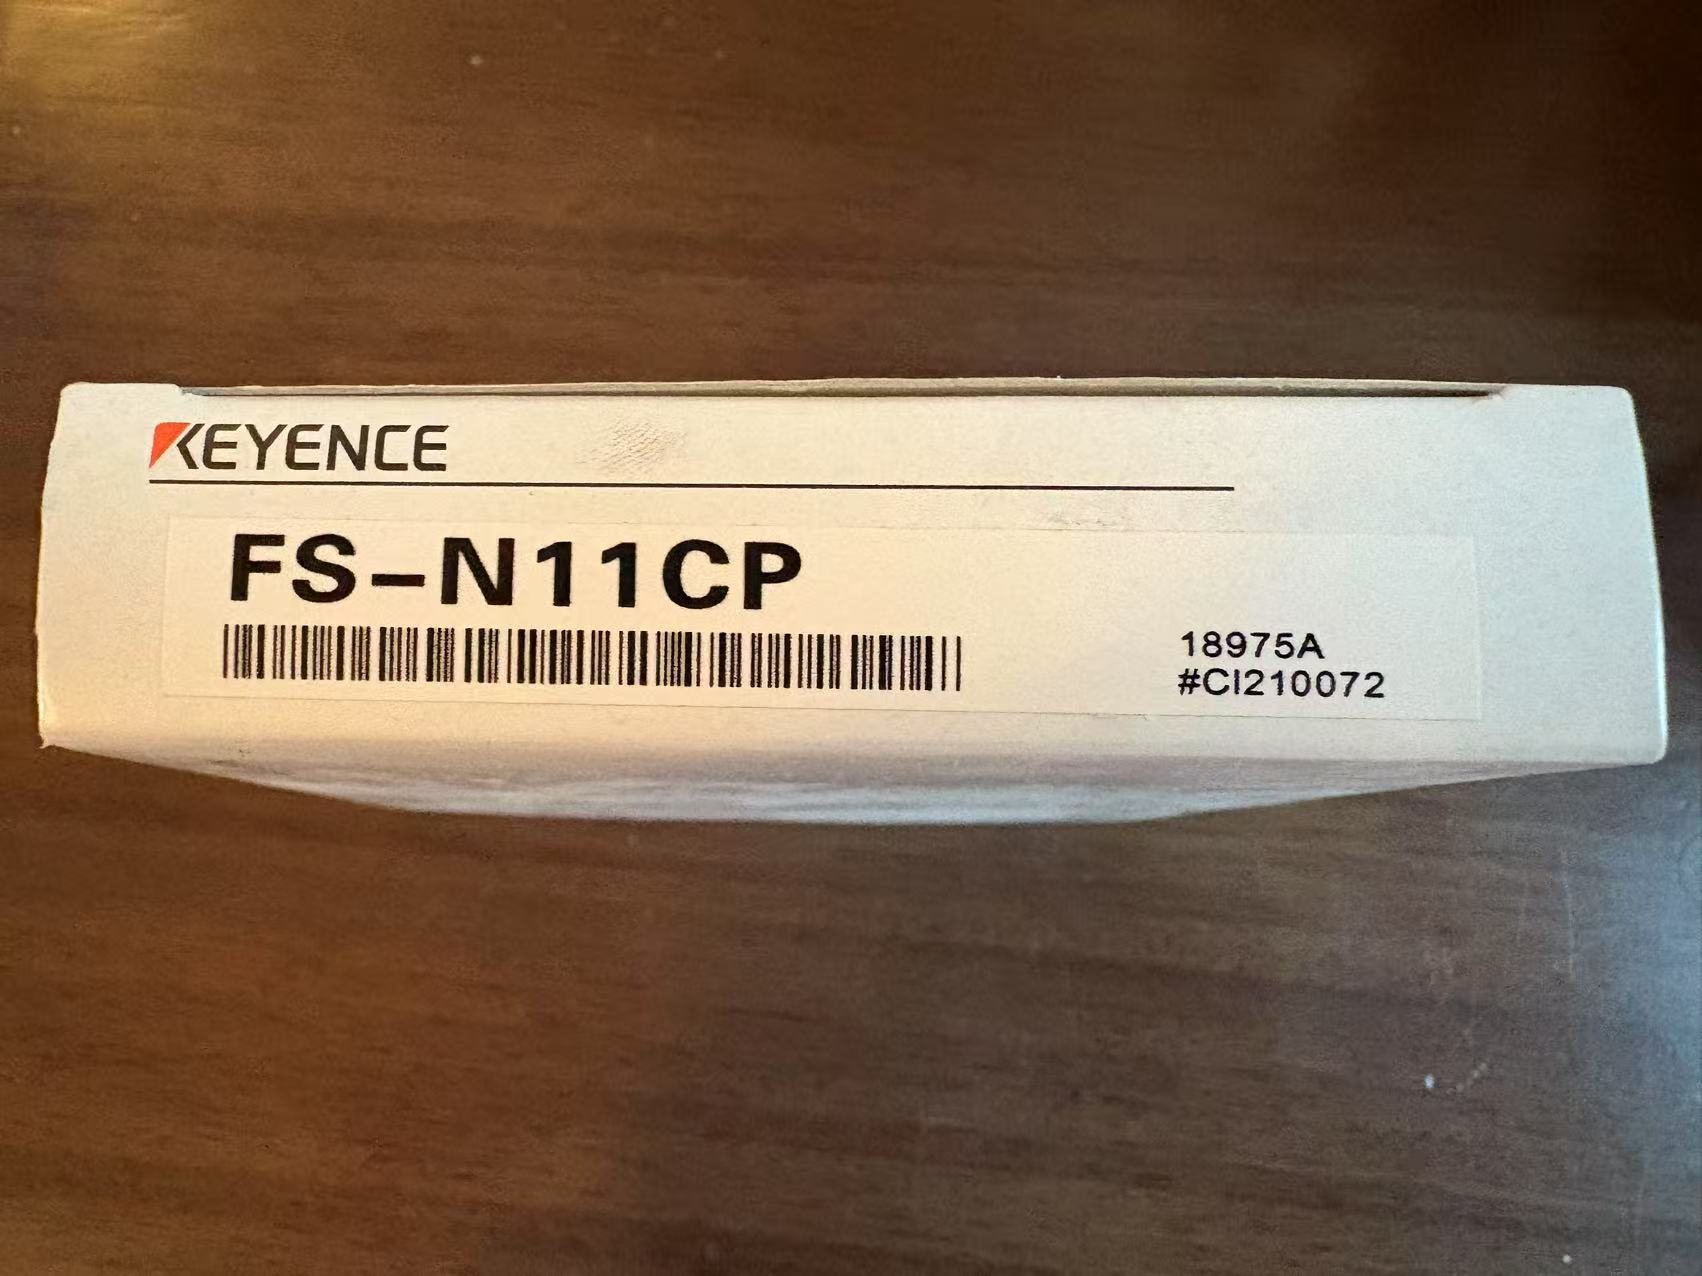 KEYENCE
FS-N11CP
18975A
#CI210072